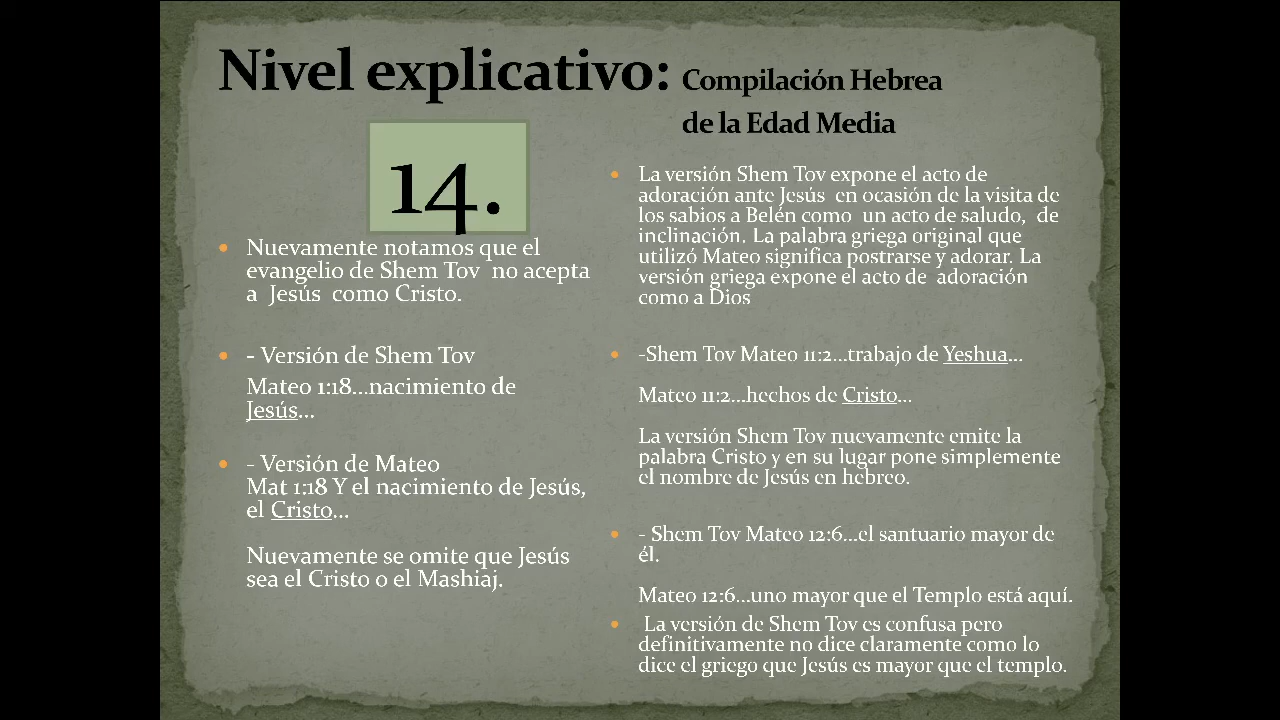 Nivel explicativo: Compilación Hebrea
de la Edad Media
14.
Nuevamente notamos que el
evangelio de Shem Tov no acepta
a Jesús como Cristo.
- Versión de Shem Tov
Mateo 1:18...nacimiento de
Jesús...
- Versión de Mateo
Mat 1:18 Y el nacimiento de Jesús,
el Cristo...
Nuevamente se omite que Jesús
sea el Cristo o el Mashiaj.
La versión Shem Tov expone el acto de
adoración ante Jesús en ocasión de la visita de
los sabios a Belén como un acto de saludo, de
inclinación. La palabra griega original que
utilizó Mateo significa postrarse y adorar. La
versión griega expone el acto de adoración
como a Dios
-Shem Tov Mateo 11:2...trabajo de Yeshua...
Mateo 11:2...hechos de Cristo...
La versión Shem Tov nuevamente emite la
palabra Cristo y en su lugar pone simplemente
el nombre de Jesús en hebreo.
- Shem Tov Mateo 12:6...el santuario mayor de
él.
Mateo 12:6...uno mayor que el Templo está aquí.
La versión de Shem Tov es confusa pero
definitivamente no dice claramente como lo
dice el griego que Jesús es mayor que el templo.